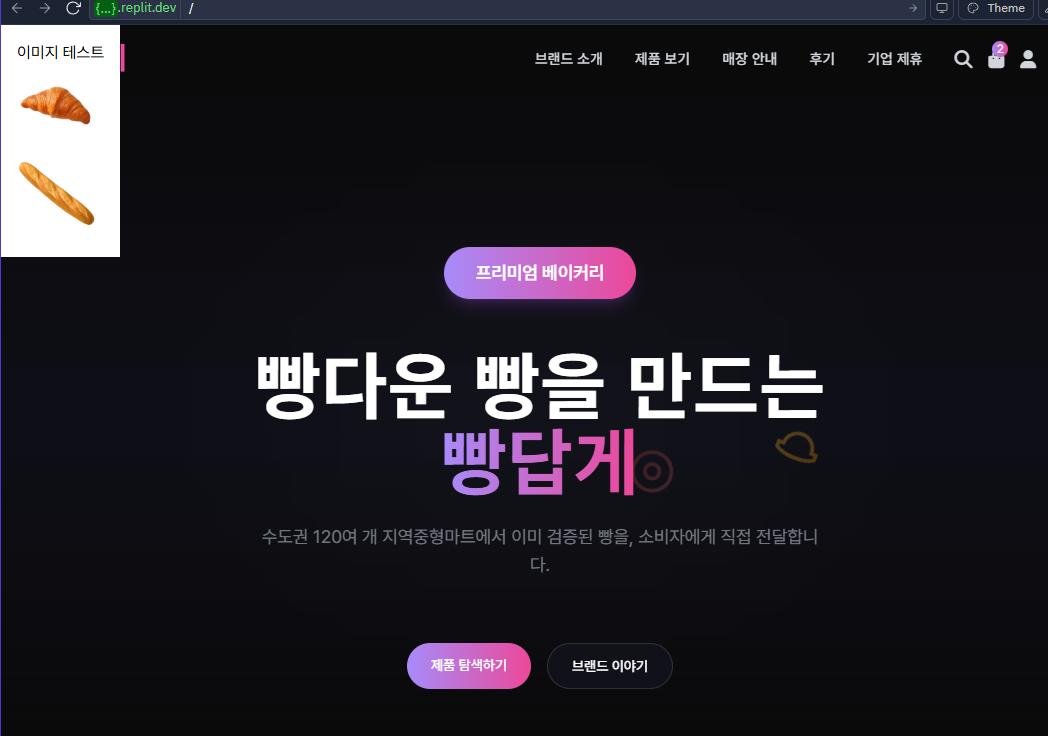 {...}.replit.dev /
Theme
이미지 테스트
브랜드 소개 제품 보기 매장 안내 후기 기업 제휴
2
프리미엄 베이커리
빵다운 빵을 만드는
빵답게
수도권 120여 개 지역중형마트에서 이미 검증된 빵을, 소비자에게 직접 전달합니
다.
제품 탐색하기 브랜드 이야기